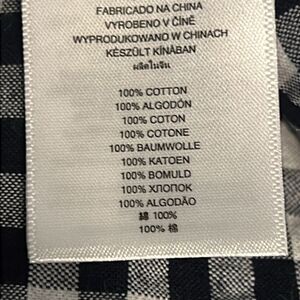 FABRICADO NA CHINA
VYROBENO V ČÍNĚ
WYPRODUKOWANO W CHINACH
KÉSZÜLT KÍNÁBAN
ผลิตในจีน
100% COTTON
100% ALGODÓN
100% COTON
100% COTONE
100% BAUMWOLLE
100% KATOEN
100% BOMULD
100% ХЛОПОК
100% ALGODÃO
綿 100%
100% 棉